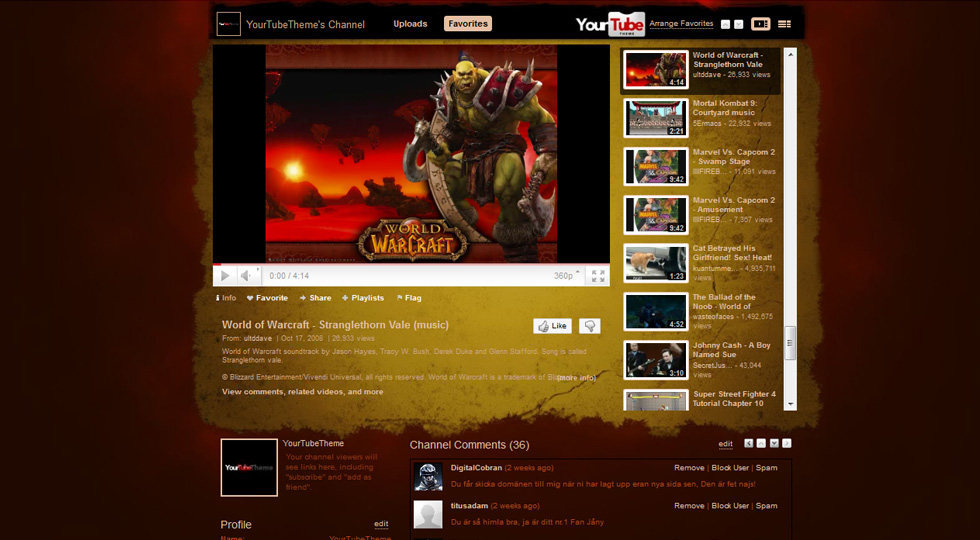 YourTubeTheme's Channel
Uploads
Favorites
YourTube
THEME
Arrange Favorites
WORLD
OF
WARCRAFT
0:00 / 4:14
360p
Info
Favorite
Share
Playlists
Flag
World of Warcraft - Stranglethorn Vale (music)
From: ultddave | Oct 17, 2008 | 26,933 views
Like
World of Warcraft soundtrack by Jason Hayes, Tracy W. Bush, Derek Duke and Glenn Stafford. Song is called
Stranglethorn vale.
© Blizzard Entertainment/Vivendi Universal, all rights reserved. World of Warcraft is a trademark of
(more info)
View comments, related videos, and more
World of Warcraft -
Stranglethorn Vale
ultddave - 26,933 views
4:14
Mortal Kombat 9:
Courtyard music
SErmacs - 22,932 views
2:21
Marvel Vs. Capcom 2
- Swamp Stage
- 11,091 views
9:42
Marvel Vs. Capcom 2
- Amusement
- 7,367 views
9:42
Cat Betrayed His
Girlfriend! Sex! Heat!
kuantumme... - 4,935,711
views
1:23
The Ballad of the
Noob - World of
wasteofaces - 1,492,675
views
4:52
Johnny Cash - A Boy
Named Sue
SecretJus... - 43,044
views
3:10
Super Street Fighter 4
Tutorial Chapter 10
YourTubeTheme
YourTubeTheme
Your channel viewers will
see links here, including
"subscribe" and "add as
friend".
Profile
edit
Name:
YourTubeTheme
Channel Comments (36)
edit
DigitalCobran (2 weeks ago)
Remove | Block User | Spam
Du får skicka domänen till mig när ni har lagt upp eran nya sida sen, Den är fet najs!
titusadam (2 weeks ago)
Remove | Block User | Spam
Du är så himla bra, ja är ditt nr.1 Fan Jåny